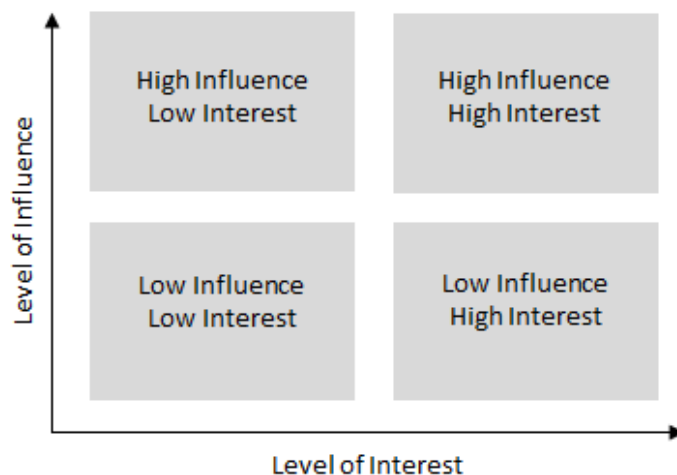 Level of Influence
High Influence
Low Interest
High Influence
High Interest
Low Influence
Low Interest
Low Influence
High Interest
Level of Interest